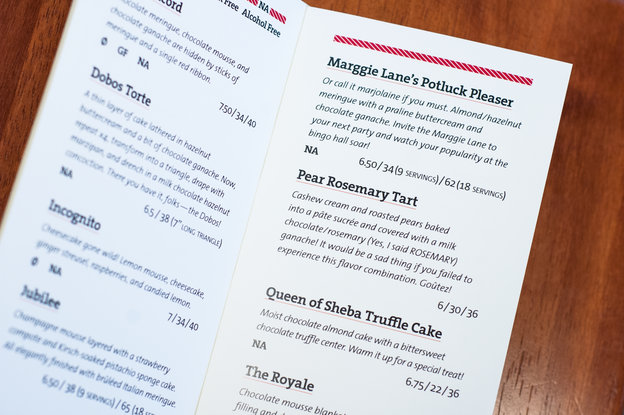 NA
Free Alcohol Free
cord
meringue, chocolate mousse, and
chocolate ganache are hidden by sticks of
meringue and a single red ribbon.
Ø GF NA
7.50/34/40
Dobos Torte
A thin layer of cake lathered in hazelnut
buttercream and a bit of chocolate ganache. Now,
repeat x4, transform into a triangle, drape with
marzipan, and drench in a milk chocolate hazelnut
concoction. There you have it, folks—the Dobos!
NA
6.5 / 38 (7" LONG TRIANGLE)
Incognito
Cheesecake gone wild! Lemon mousse, cheesecake,
ginger streusel, raspberries, and candied lemon.
Ø NA
7/34/40
Jubilee
Champagne mousse layered with a strawberry
compote and Kirsch soaked pistachio sponge cake.
All elegantly finished with brûléed Italian meringue.
6.50 / 38 (9 SERVINGS) / 65 (18
Marggie Lane's Potluck Pleaser
Or call it marjolaine if you must. Almond/hazelnut
meringue with a praline buttercream and
chocolate ganache. Invite the Marggie Lane to
your next party and watch your popularity at the
bingo hall soar!
NA
6.50/34(9 SERVINGS)/62(18 SERVINGS)
Pear Rosemary Tart
Cashew cream and roasted pears baked
into a pâte sucrée and covered with a milk
chocolate/rosemary (Yes, I said ROSEMARY)
ganache! It would be a sad thing if you failed to
experience this flavor combination. Goûtez!
6/30/36
Queen of Sheba Truffle Cake
Moist chocolate almond cake with a bittersweet
chocolate truffle center. Warm it up for a special treat!
NA
6.75/22/36
The Royale
Chocolate mousse
filling and